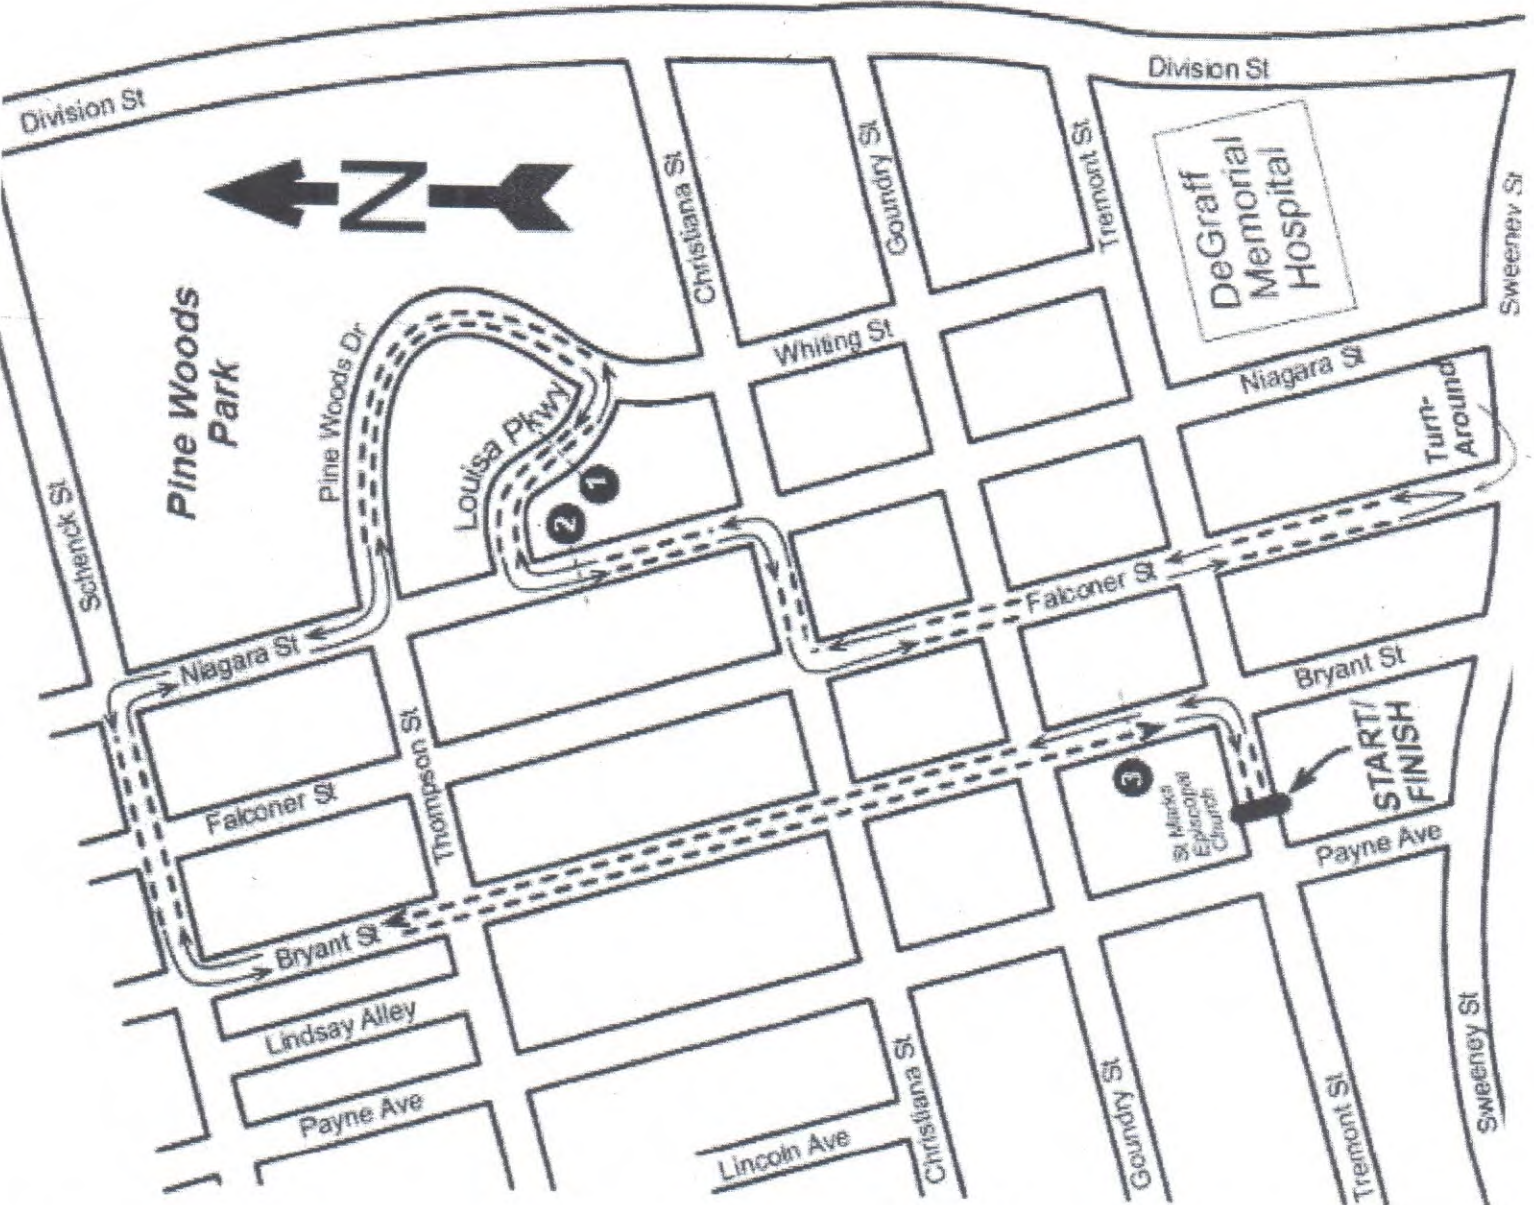 Division St
Division St
Christiana St
Goundry St
Tremont St
DeGraff
Memorial
Hospital
Sweeney St
N
Pine Woods
Park
Pine Woods Dr
Louisa Pkwy
Whiting St
Niagara St
Turn-
Around
Schenck St
1
2
Niagara St
Falconer St
Bryant St
Thompson St
Falconer St
3
St Marks
Episcopal
Church
START/
FINISH
Payne Ave
Bryant St
Lindsay Alley
Payne Ave
Lincoln Ave
Christiana St
Goundry St
Tremont St
Sweeney St